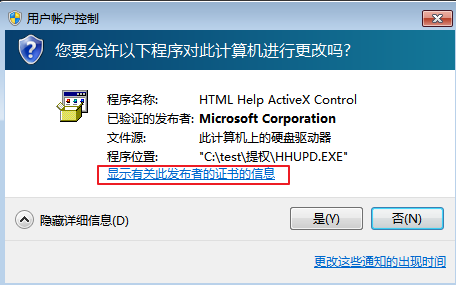 用户帐户控制
您要允许以下程序对此计算机进行更改吗?
程序名称: HTML Help ActiveX Control
已验证的发布者: Microsoft Corporation
文件源: 此计算机上的硬盘驱动器
程序位置: "C:\test\提权\HHUPD.EXE"
显示有关此发布者的证书的信息
隐藏详细信息(D) 是(Y) 否(N)
更改这些通知的出现时间